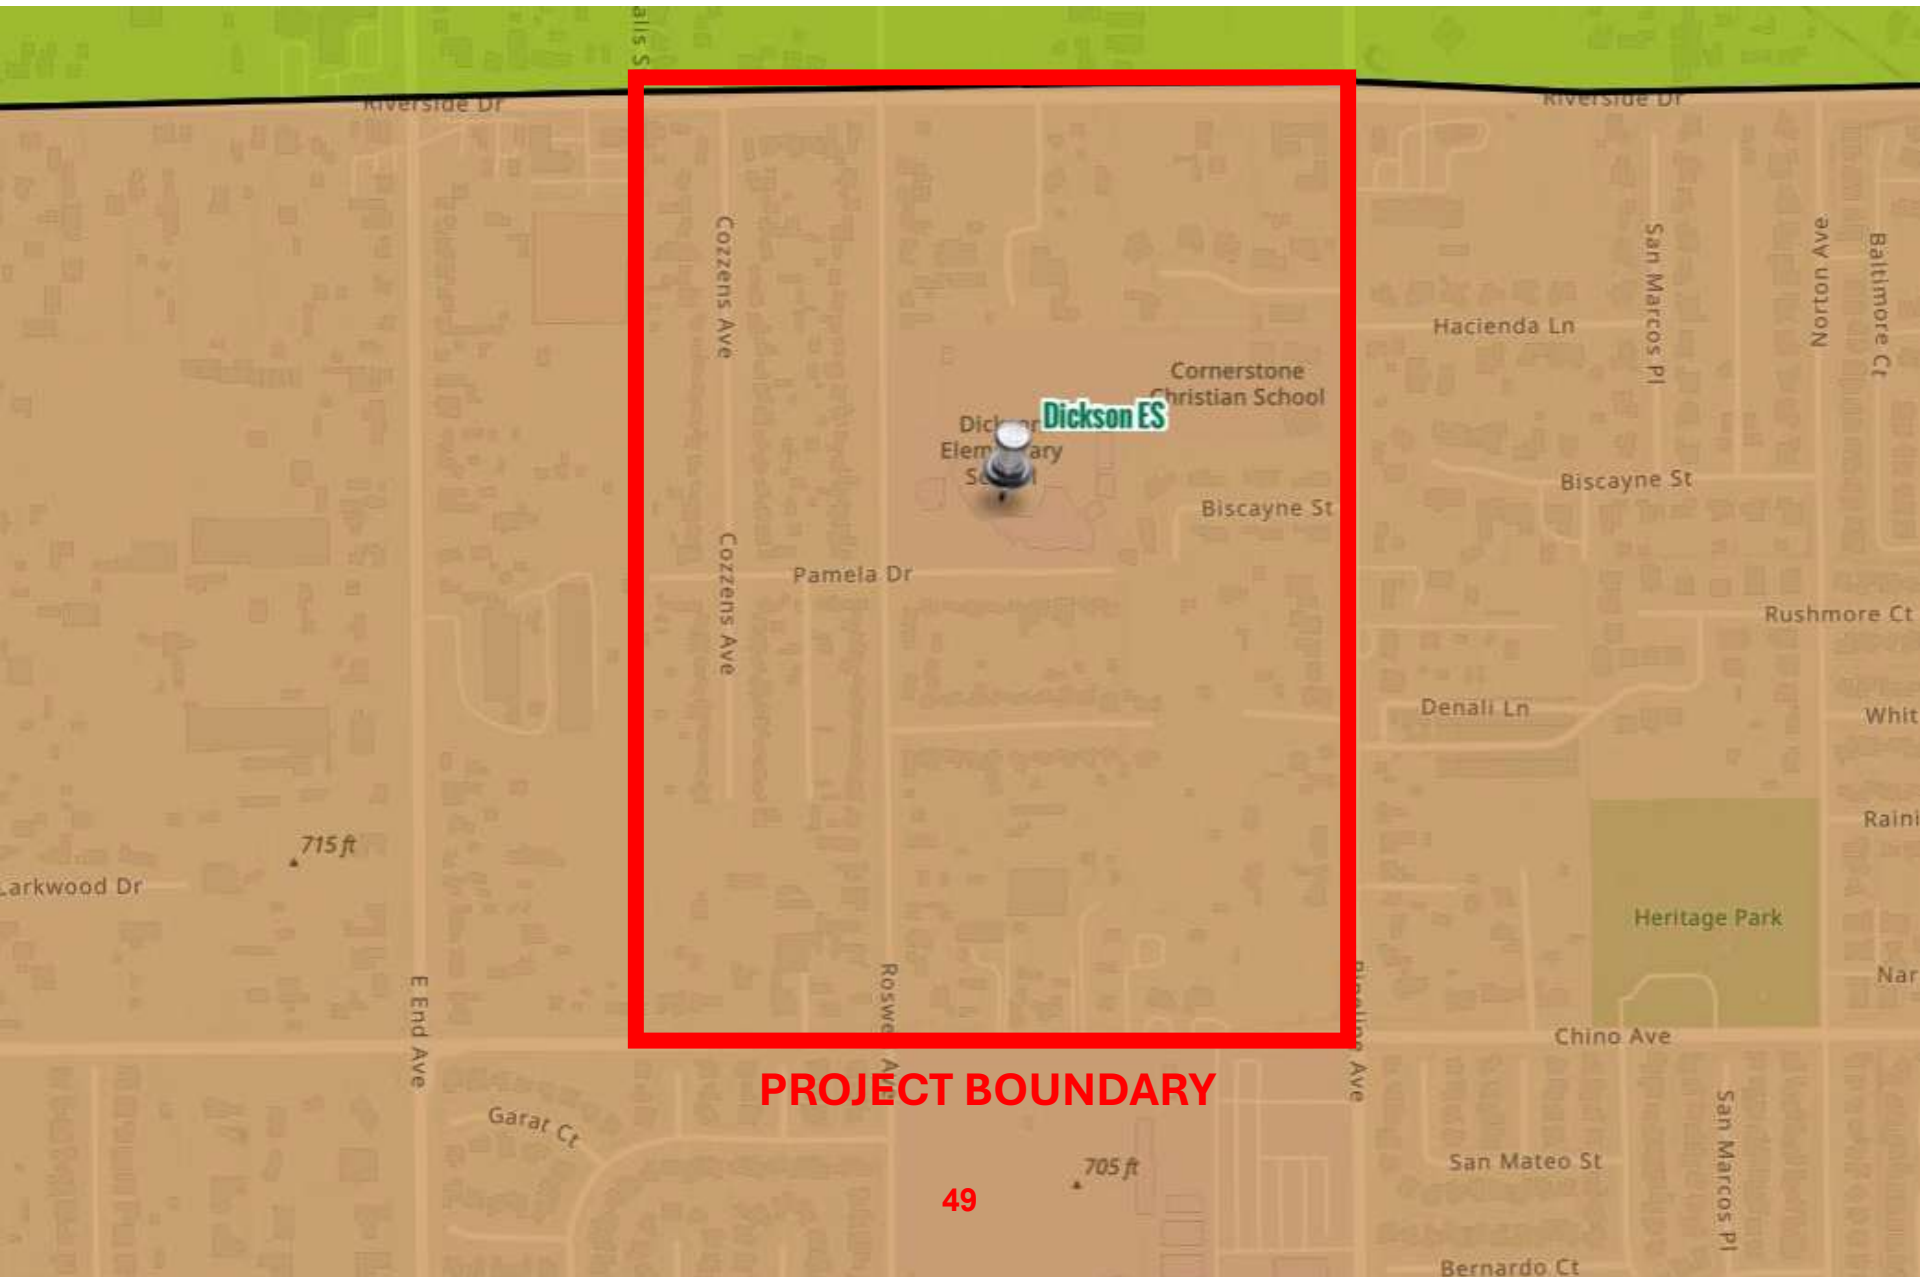 Riverside Dr
Riverside Dr
Cozzens Ave
San Marcos Pl
Norton Ave
Baltimore Ct
Hacienda Ln
Cornerstone
Christian School
Dickson ES
Biscayne St
Biscayne St
Pamela Dr
Cozzens Ave
Rushmore Ct
Denali Ln
Whit
715 ft
Larkwood Dr
Raini
Heritage Park
Nar
E End Ave
Chino Ave
PROJECT BOUNDARY
Garat Ct
San Marcos Pl
San Mateo St
705 ft
49
Bernardo Ct